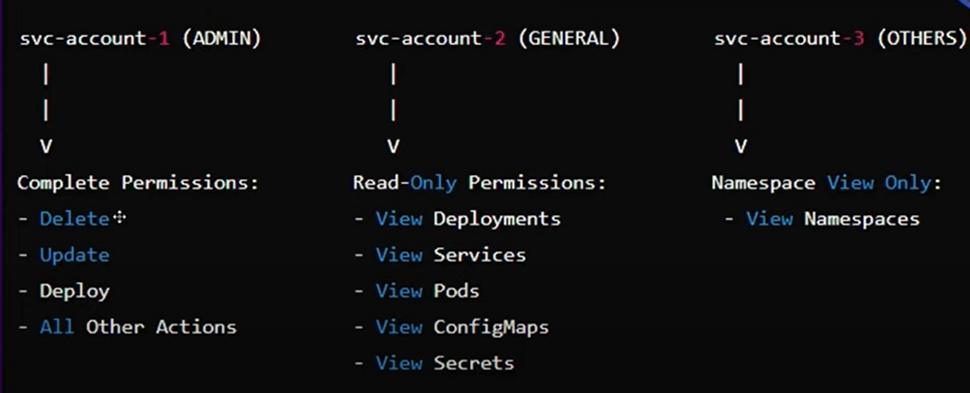 svc-account-1 (ADMIN)
|
|
v
Complete Permissions:
- Delete
- Update
- Deploy
- All Other Actions
svc-account-2 (GENERAL)
|
|
v
Read-Only Permissions:
- View Deployments
- View Services
- View Pods
- View ConfigMaps
- View Secrets
svc-account-3 (OTHERS)
|
|
v
Namespace View Only:
- View Namespaces